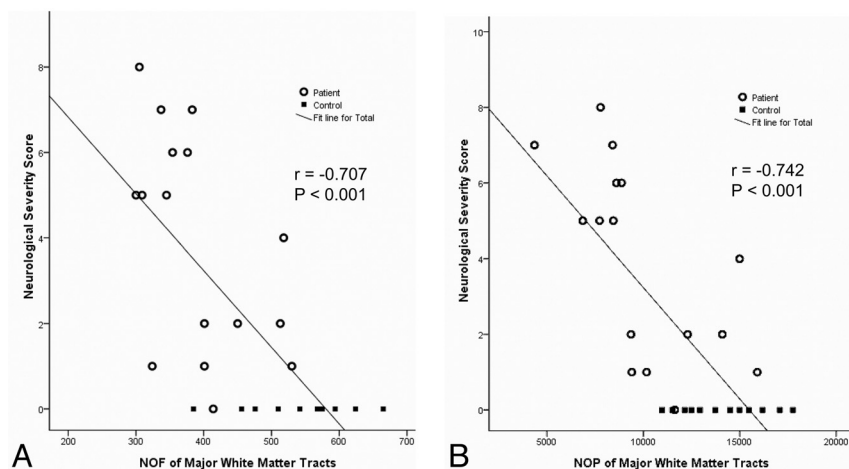 8
6
4
2
0
Neurological Severity Score
Patient
Control
Fit line for Total
r = -0.707
P < 0.001
200 300 400 500 600 700
NOF of Major White Matter Tracts
A
10
8
6
4
2
0
Neurological Severity Score
Patient
Control
Fit line for Total
r = -0.742
P < 0.001
5000 10000 15000 20000
NOP of Major White Matter Tracts
B